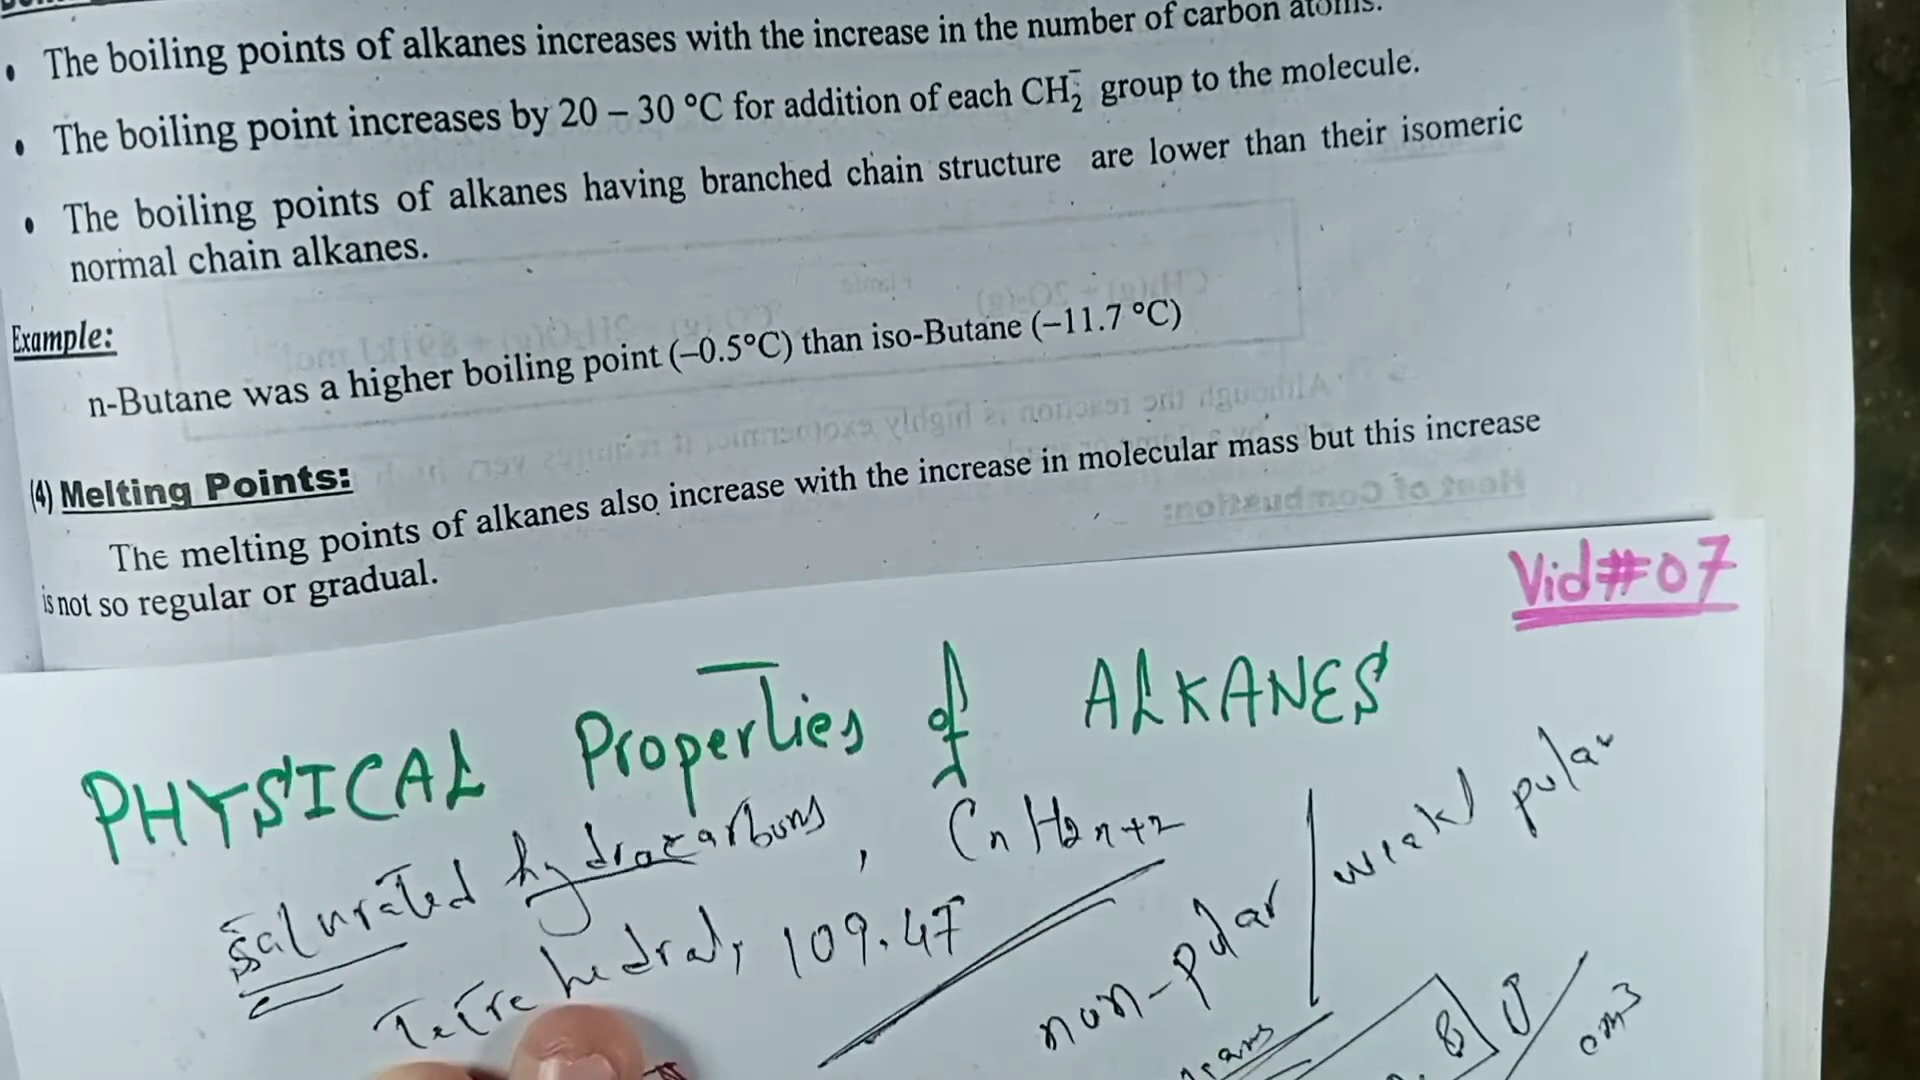 • The boiling points of alkanes increases with the increase in the number of carbon atoms.
• The boiling point increases by 20 – 30 °C for addition of each CH₂⁻ group to the molecule.
• The boiling points of alkanes having branched chain structure are lower than their isomeric
normal chain alkanes.
Example:
n-Butane was a higher boiling point (–0.5°C) than iso-Butane (–11.7 °C)
(4) Melting Points:
The melting points of alkanes also increase with the increase in molecular mass but this increase
is not so regular or gradual.
Vid#07
PHYSICAL Properties of ALKANES
Saturated hydrocarbons, CnH2n+2
Tetrahedral, 109.47
non-polar / weakl polar
8
cm3